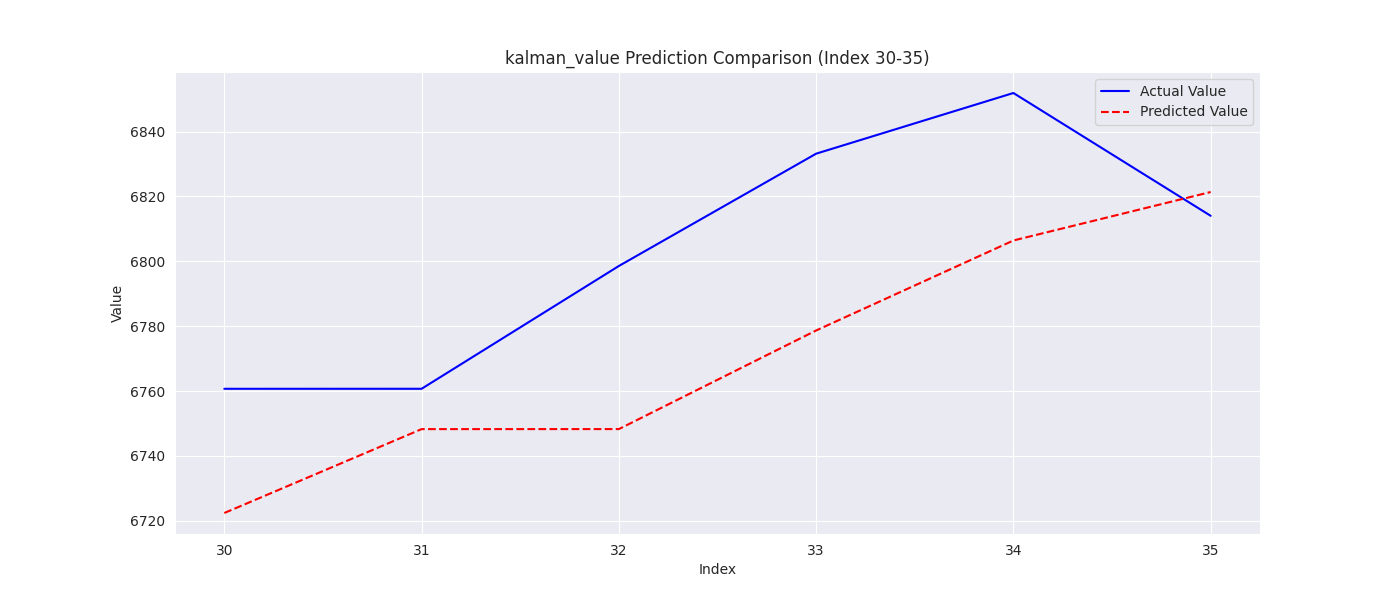 kalman_value Prediction Comparison (Index 30-35)
Actual Value
Predicted Value
6840
6820
6800
6780
6760
6740
6720
Value
30 31 32 33 34 35
Index